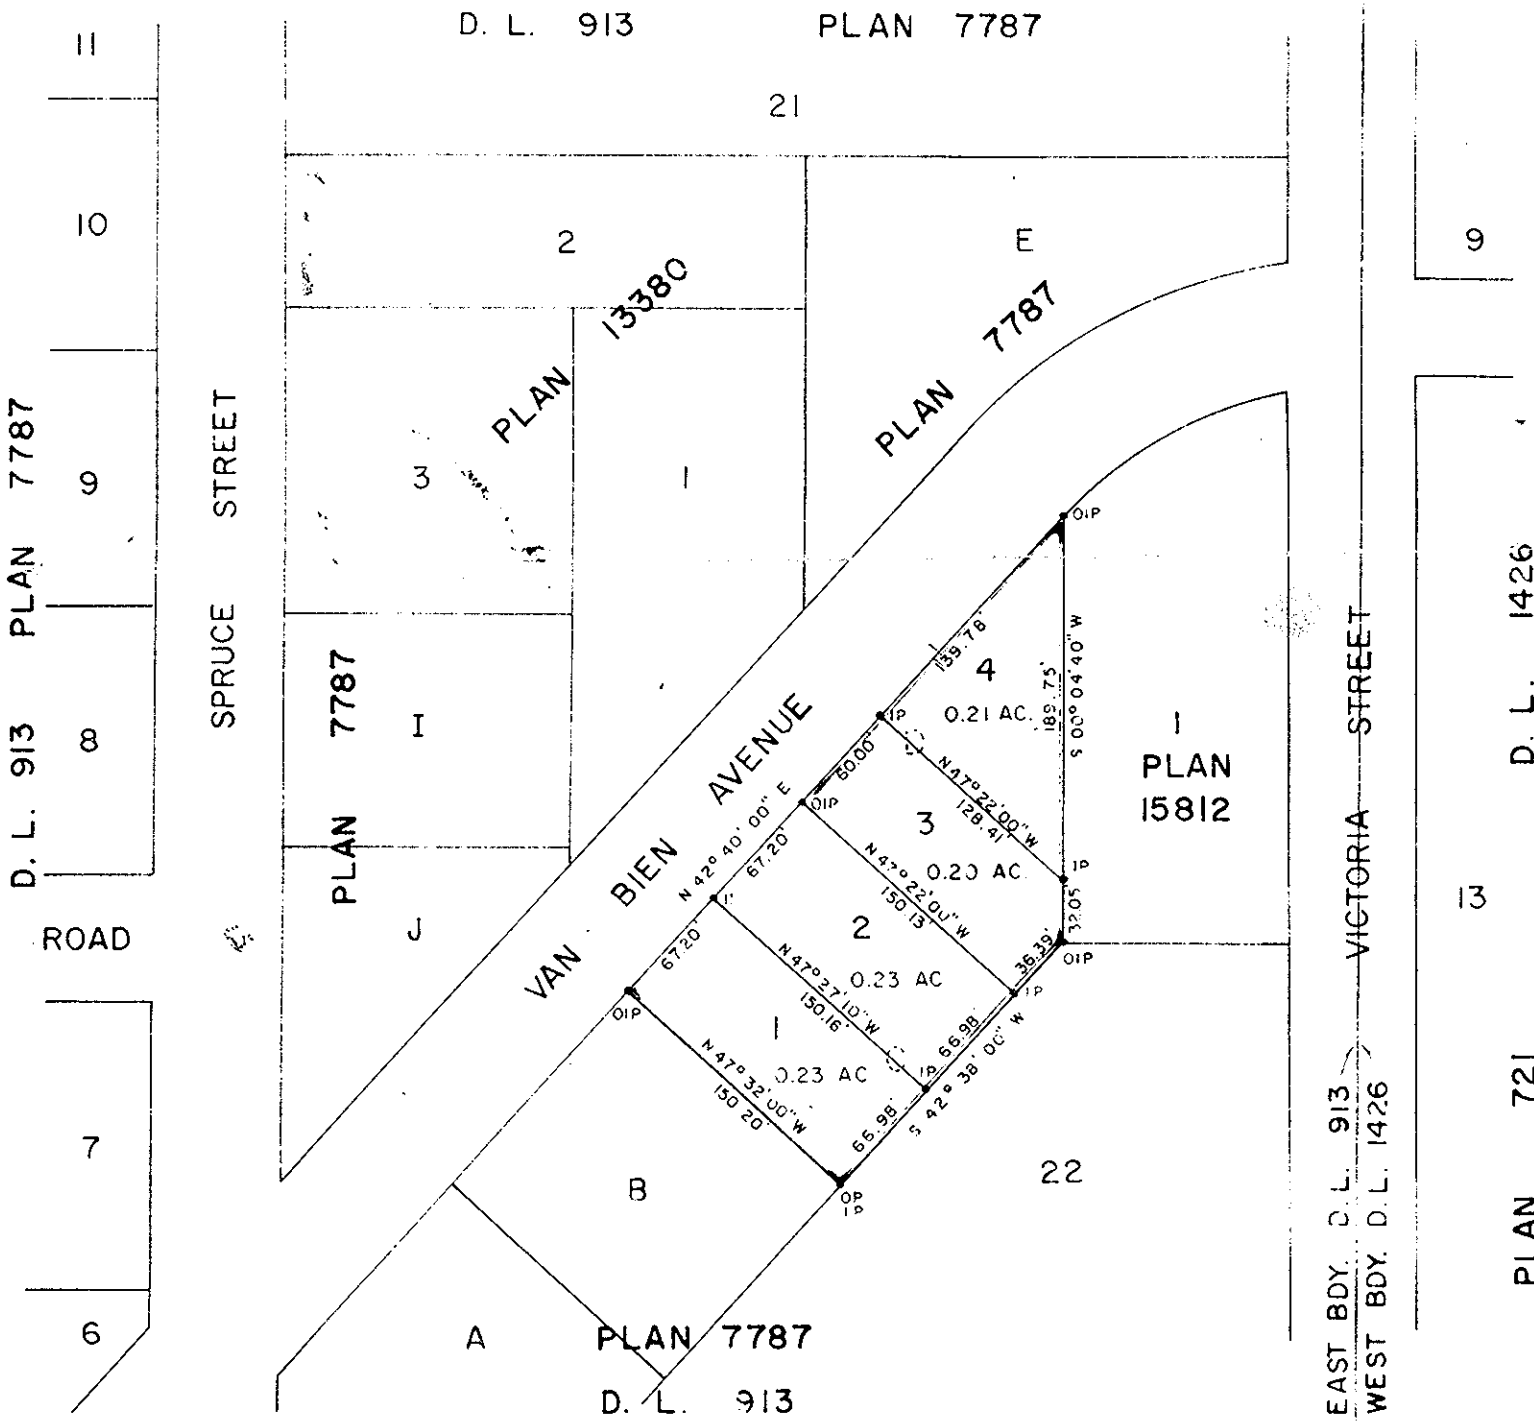 D. L. 913 PLAN 7787
11
21
10
2
E
9
PLAN 13380
PLAN 7787
D. L. 913 PLAN 7787
9
SPRUCE STREET
3
1
OIP
139.78'
4
0.21 AC.
189.75'
S 00° 04' 40" W
1
PLAN
15812
VICTORIA STREET
D. L. 1426
8
I
PLAN 7787
VAN BIEN AVENUE
IP
60.00'
N 47° 22' 00" W
128.41'
OIP
3
0.20 AC.
IP
32.05'
N 42° 40' 00" E
67.20'
N 47° 22' 00" W
150.13'
13
J
ROAD
67.20'
2
0.23 AC
36.39'
OIP
IP
N 47° 27' 10" W
150.16'
OIP
1
0.23 AC
66.98'
S 42° 38' 00" W
IP
N 47° 32' 00" W
150.20'
66.98'
7
B
OP
IP
22
PLAN 721
EAST BDY. D.L. 913
WEST BDY. D.L. 1426
6
A
PLAN 7787
D. L. 913